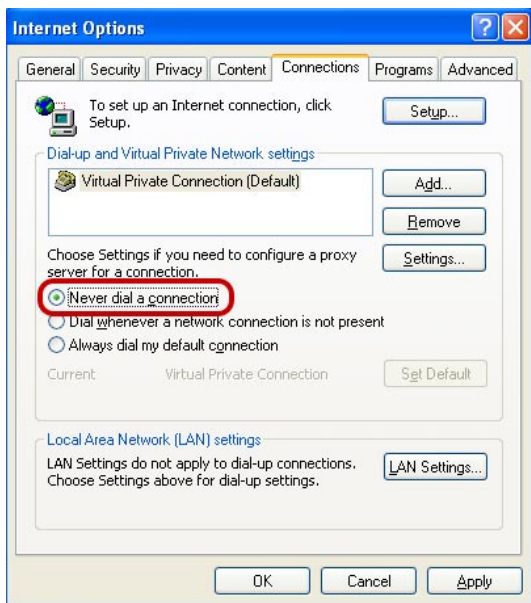 Internet Options
General Security Privacy Content Connections Programs Advanced
To set up an Internet connection, click
Setup.
Setup...
Dial-up and Virtual Private Network settings
Virtual Private Connection (Default)
Add...
Remove
Choose Settings if you need to configure a proxy
server for a connection.
Settings...
Never dial a connection
Dial whenever a network connection is not present
Always dial my default connection
Current Virtual Private Connection Set Default
Local Area Network (LAN) settings
LAN Settings do not apply to dial-up connections.
Choose Settings above for dial-up settings.
LAN Settings...
OK Cancel Apply